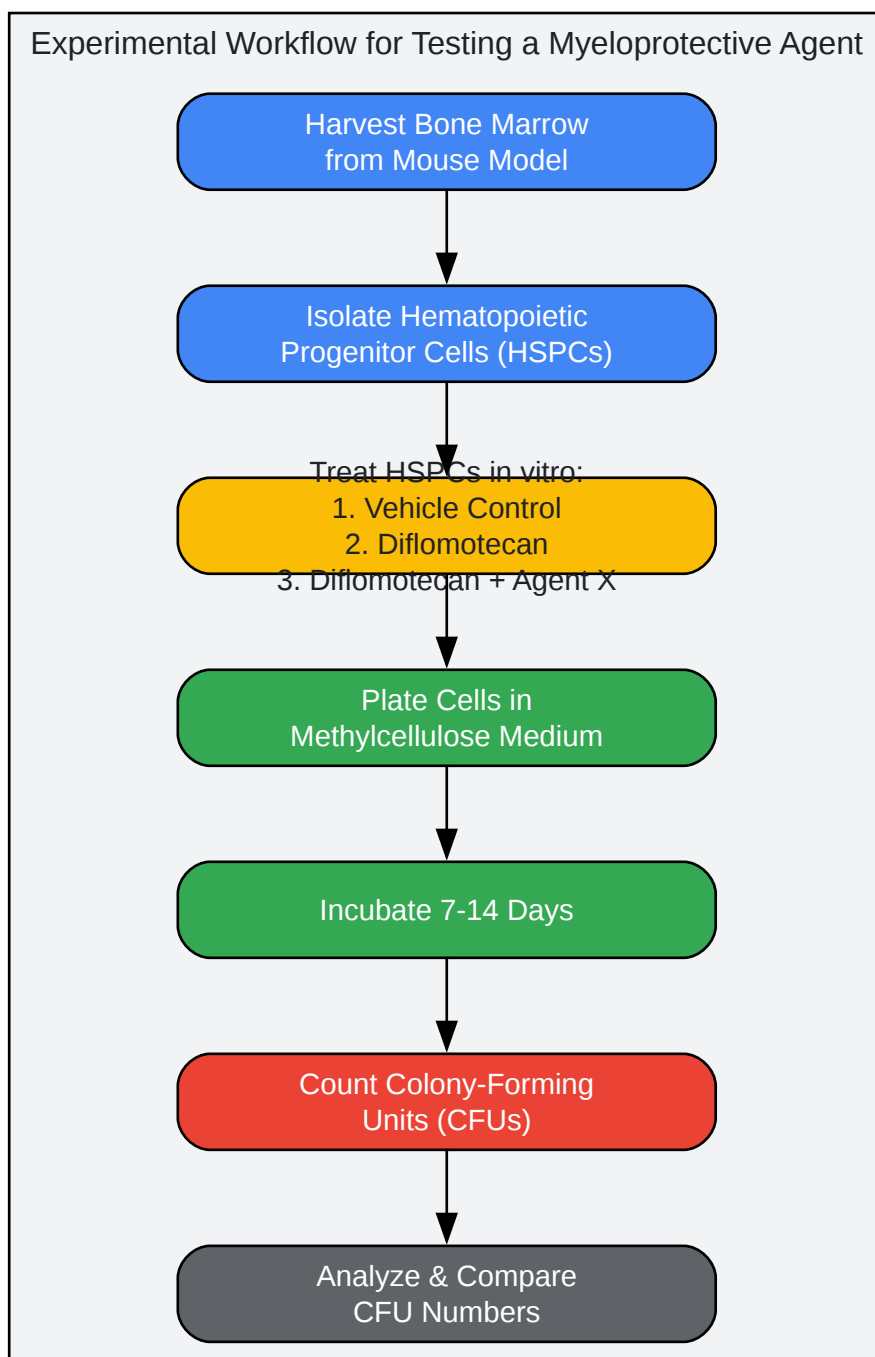 Experimental Workflow for Testing a Myeloprotective Agent
Harvest Bone Marrow
from Mouse Model
Isolate Hematopoietic
Progenitor Cells (HSPCs)
Treat HSPCs in vitro:
1. Vehicle Control
2. Diflomotecan
3. Diflomotecan + Agent X
Plate Cells in
Methylcellulose Medium
Incubate 7-14 Days
Count Colony-Forming
Units (CFUs)
Analyze & Compare
CFU Numbers